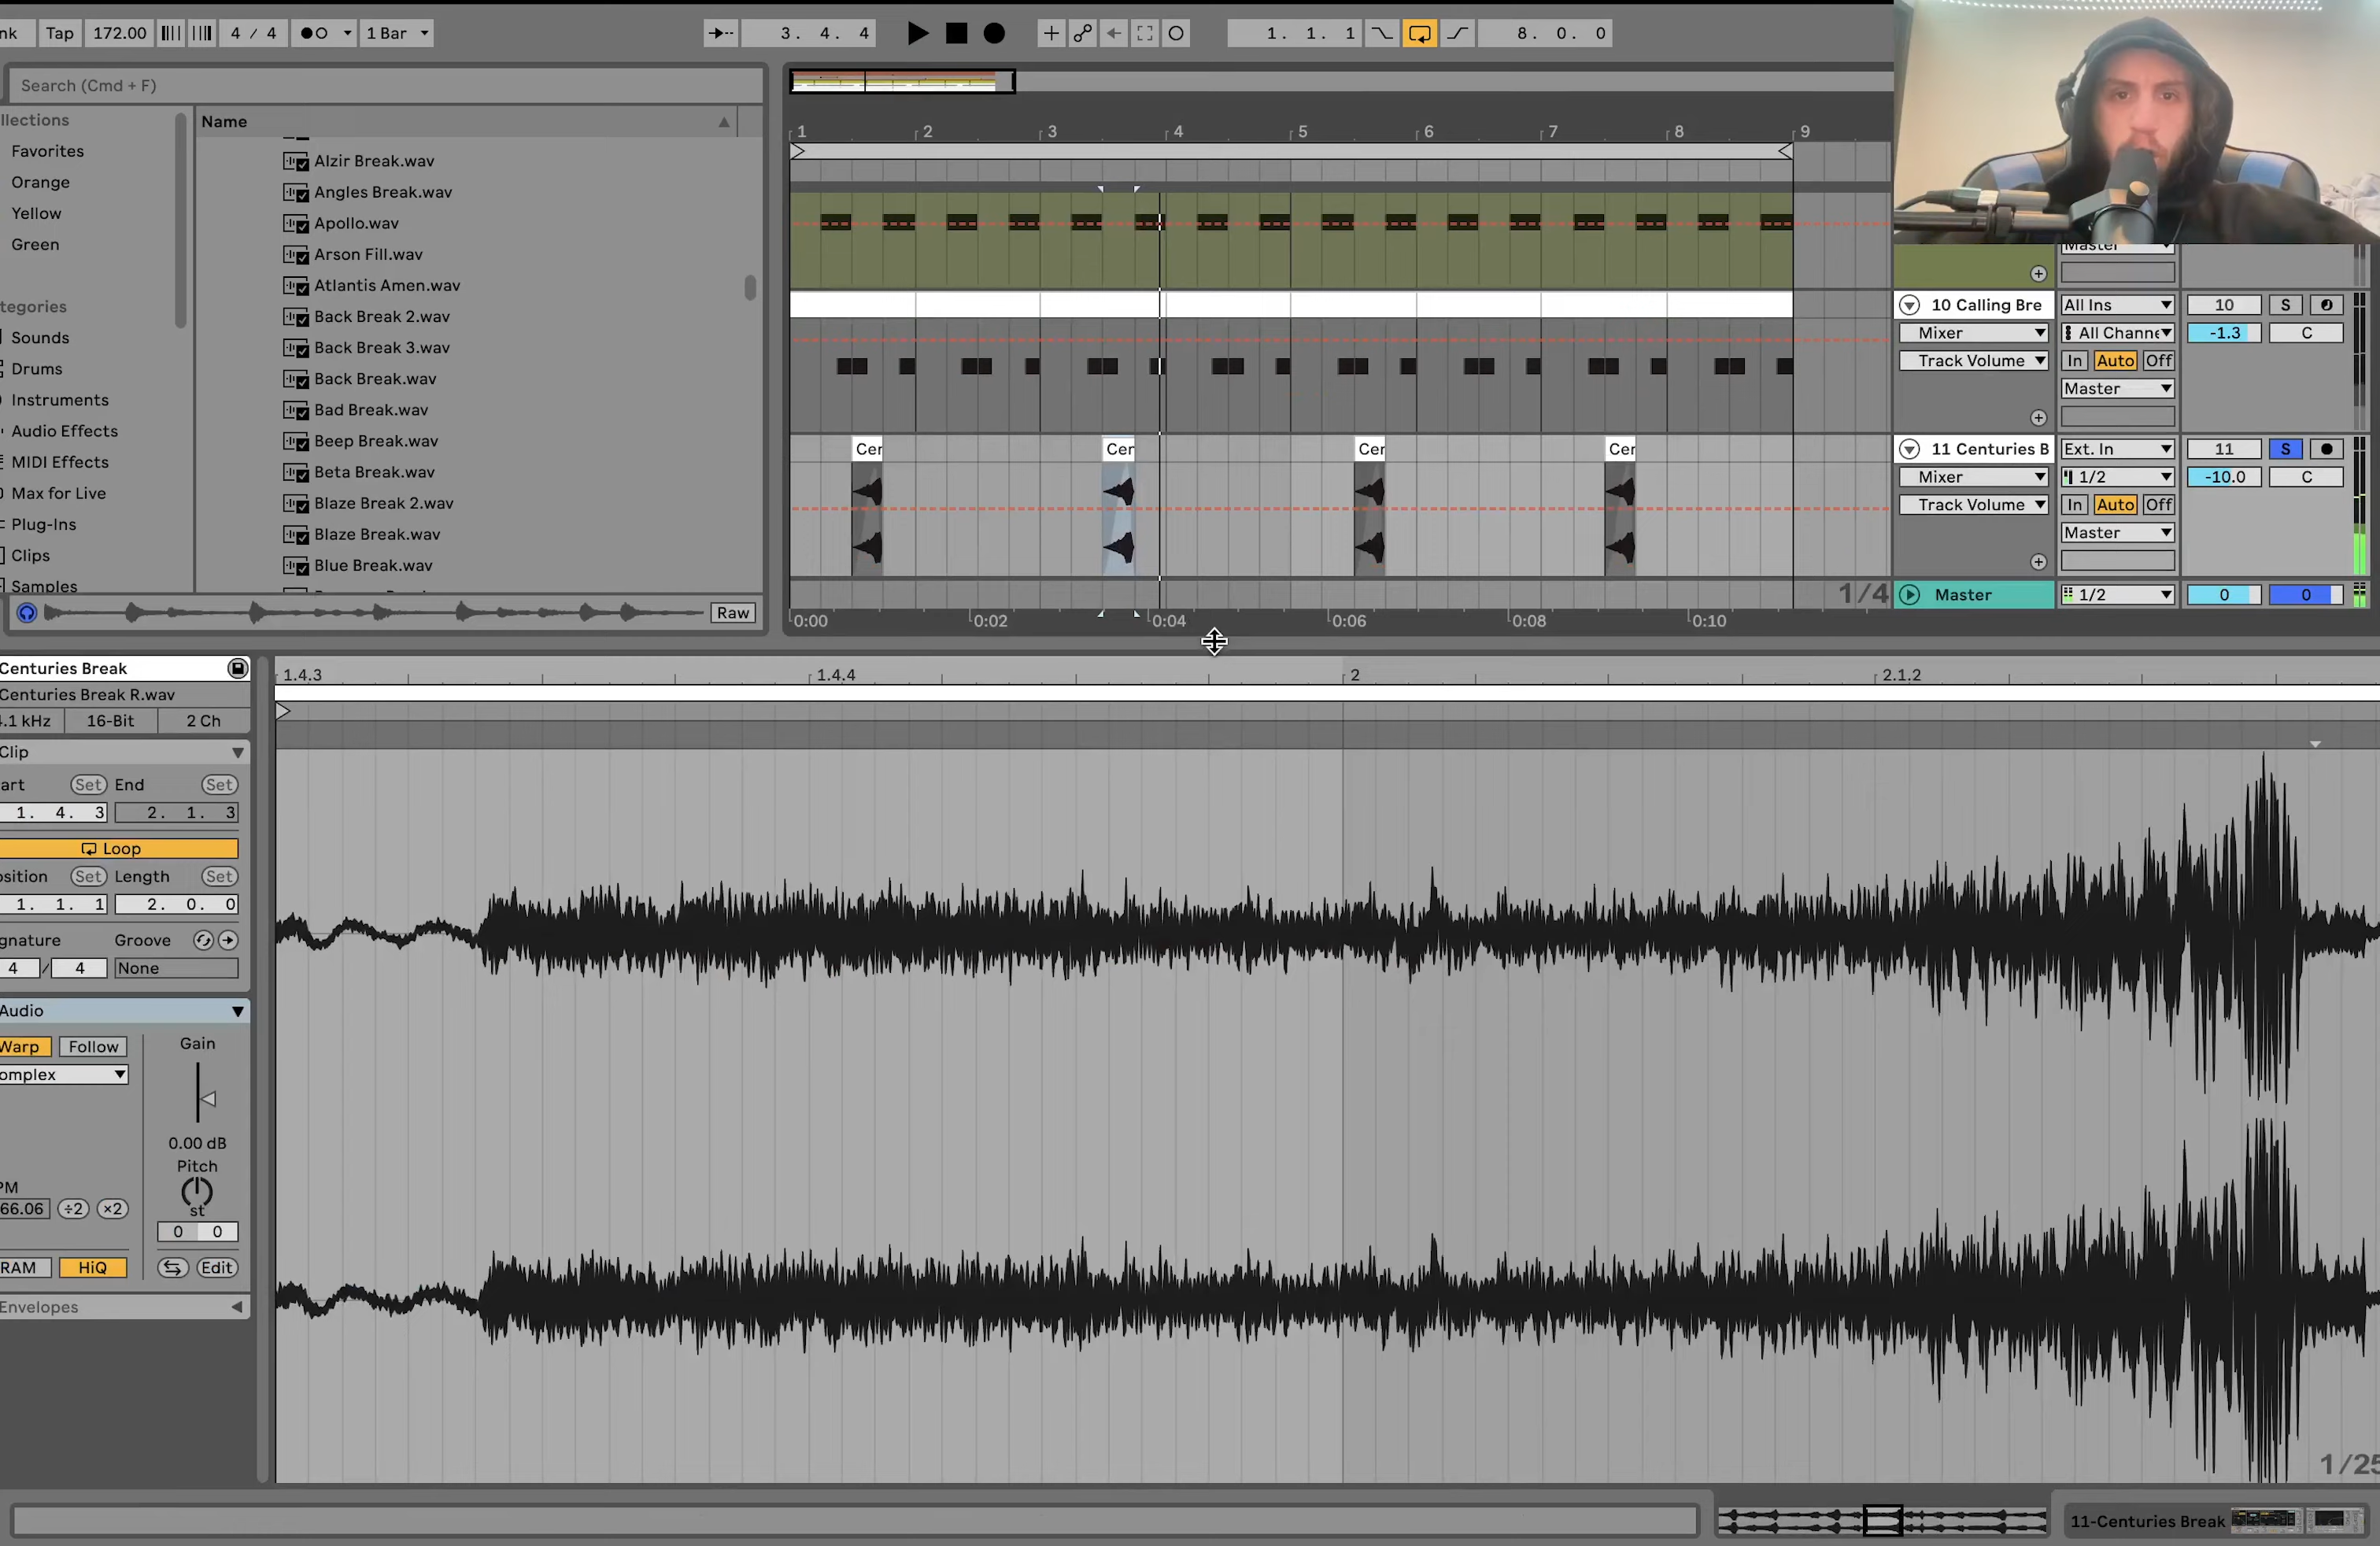 nk Tap 172.00 4 / 4 1 Bar 3. 4. 4 1. 1. 1 8. 0. 0
Search (Cmd + F)
llections
Favorites
Orange
Yellow
Green
tegories
Sounds
Drums
Instruments
Audio Effects
MIDI Effects
Max for Live
Plug-Ins
Clips
Samples
Name
Alzir Break.wav
Angles Break.wav
Apollo.wav
Arson Fill.wav
Atlantis Amen.wav
Back Break 2.wav
Back Break 3.wav
Back Break.wav
Bad Break.wav
Beep Break.wav
Beta Break.wav
Blaze Break 2.wav
Blaze Break.wav
Blue Break.wav
Raw
1 2 3 4 5 6 7 8 9
Cer Cer Cer Cer
1/4
0:00 0:02 0:04 0:06 0:08 0:10
Master
10 Calling Bre All Ins 10 S
Mixer All Channe -1.3 C
Track Volume In Auto Off
Master
11 Centuries B Ext. In 11 S
Mixer 1/2 -10.0 C
Track Volume In Auto Off
Master
Master 1/2 0 0
Centuries Break
Centuries Break R.wav
4.1 kHz 16-Bit 2 Ch
Clip
art Set End Set
1. 4. 3 2. 1. 3
Loop
osition Set Length Set
1. 1. 1 2. 0. 0
gnature Groove
4 / 4 None
Audio
Warp Follow Gain
omplex
0.00 dB
Pitch
PM
66.06 ÷2 ×2 st
0 0
RAM HiQ Edit
Envelopes
1.4.3 1.4.4 2 2.1.2
1/25
11-Centuries Break